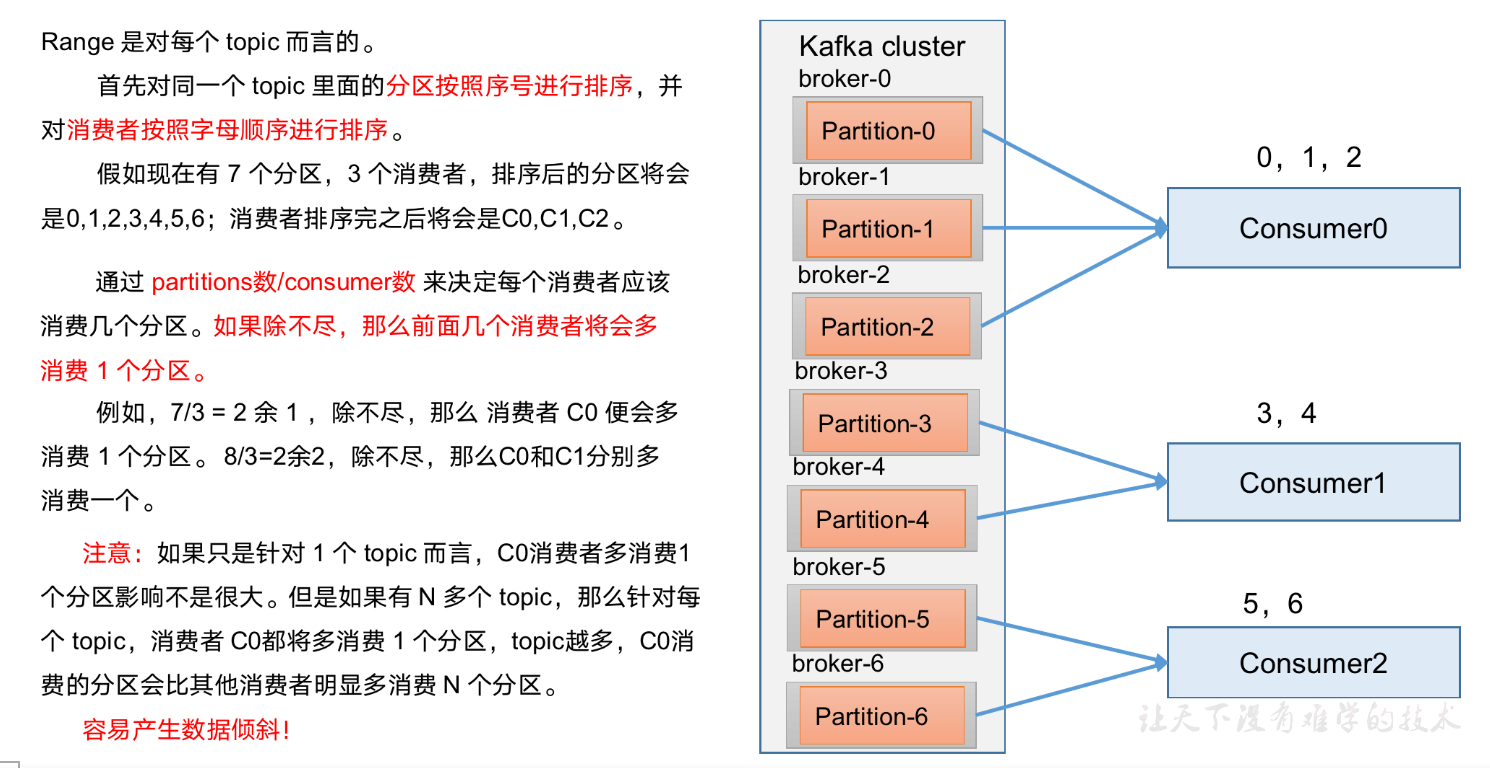 Range 是对每个 topic 而言的。
首先对同一个 topic 里面的分区按照序号进行排序，并
对消费者按照字母顺序进行排序。
假如现在有 7 个分区，3 个消费者，排序后的分区将会
是0,1,2,3,4,5,6；消费者排序完之后将会是C0,C1,C2。
通过 partitions数/consumer数 来决定每个消费者应该
消费几个分区。如果除不尽，那么前面几个消费者将会多
消费 1 个分区。
例如，7/3 = 2 余 1 ，除不尽，那么 消费者 C0 便会多
消费 1 个分区。 8/3=2余2，除不尽，那么C0和C1分别多
消费一个。
注意：如果只是针对 1 个 topic 而言，C0消费者多消费1
个分区影响不是很大。但是如果有 N 多个 topic，那么针对每
个 topic，消费者 C0都将多消费 1 个分区，topic越多，C0消
费的分区会比其他消费者明显多消费 N 个分区。
容易产生数据倾斜！
Kafka cluster
broker-0
Partition-0
broker-1
Partition-1
broker-2
Partition-2
broker-3
Partition-3
broker-4
Partition-4
broker-5
Partition-5
broker-6
Partition-6
0，1，2
Consumer0
3，4
Consumer1
5，6
Consumer2
让天下没有难学的技术